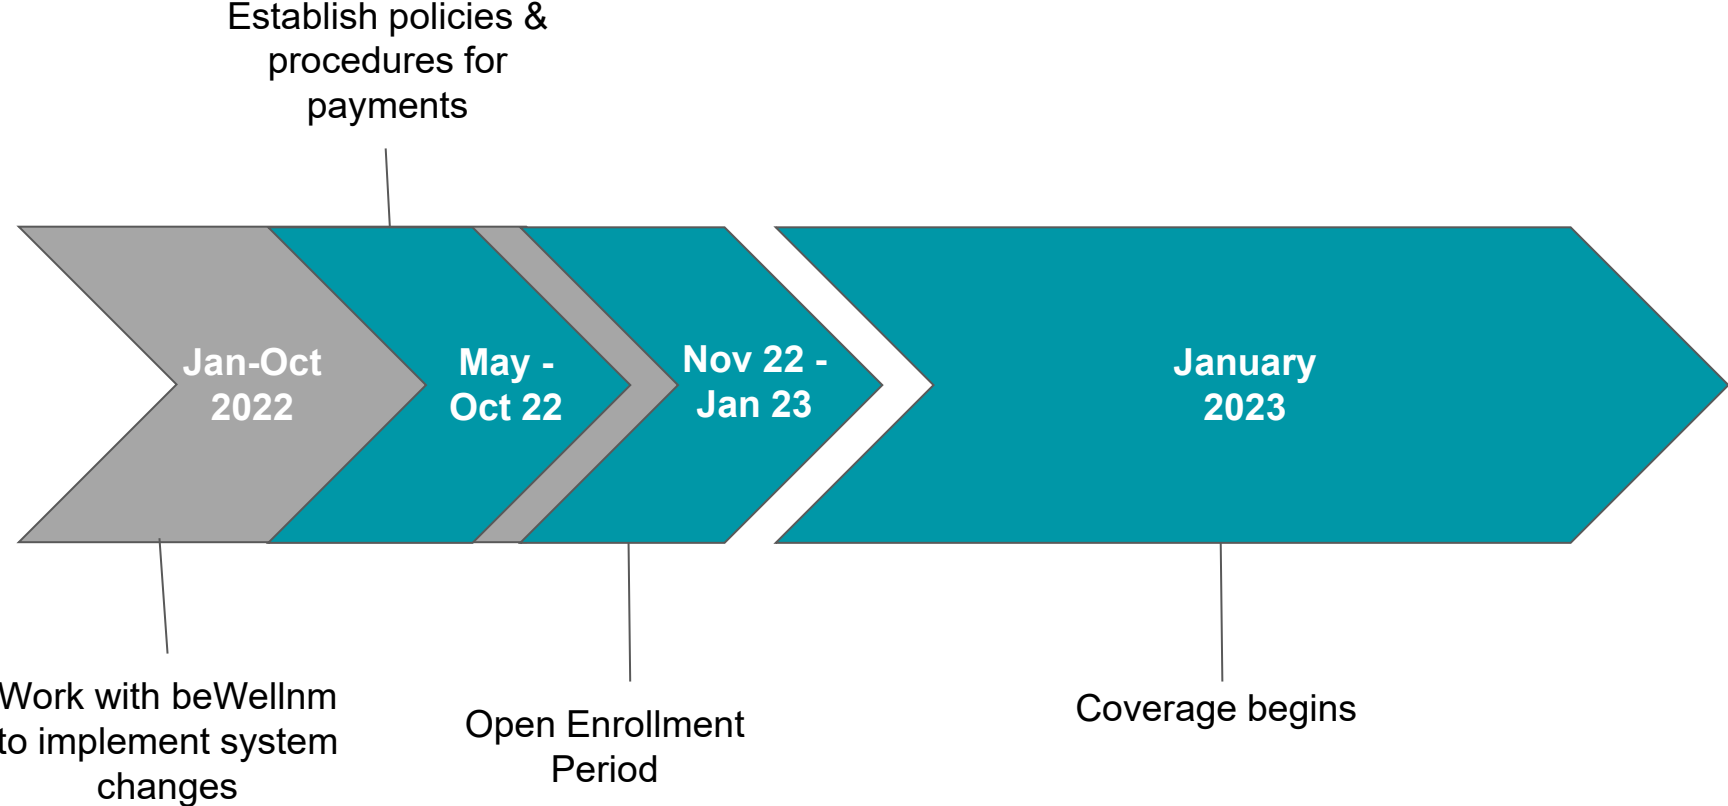 Establish policies &
procedures for
payments
Jan-Oct
2022
May -
Oct 22
Nov 22 -
Jan 23
January
2023
Work with beWellnm
to implement system
changes
Open Enrollment
Period
Coverage begins